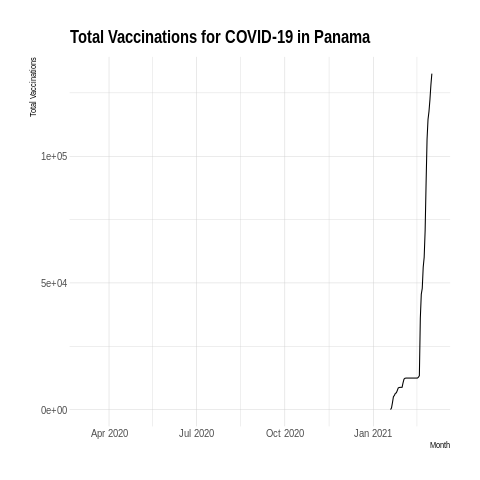 Total Vaccinations for COVID-19 in Panama
Total Vaccinations
1e+05
5e+04
0e+00
Apr 2020 Jul 2020 Oct 2020 Jan 2021
Month